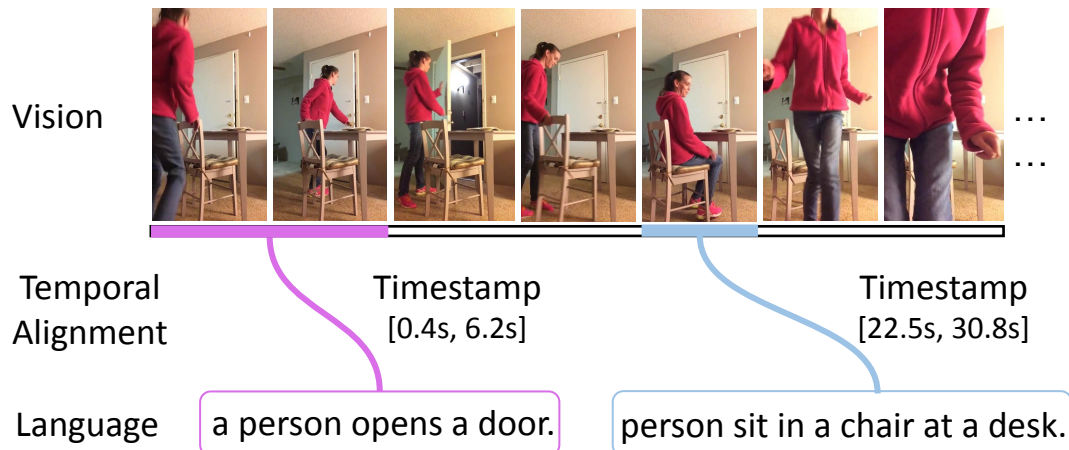 Vision
...
...
Temporal
Alignment
Timestamp
[0.4s, 6.2s]
Timestamp
[22.5s, 30.8s]
Language
a person opens a door.
person sit in a chair at a desk.